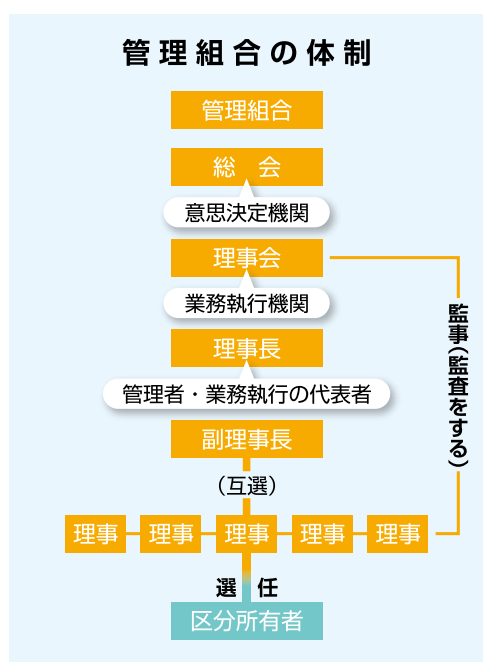 管理組合の体制
管理組合
総　会
意思決定機関
理事会
業務執行機関
理事長
管理者・業務執行の代表者
副理事長
（互選）
監事（監査をする）
理事 理事 理事 理事 理事
選 任
区分所有者